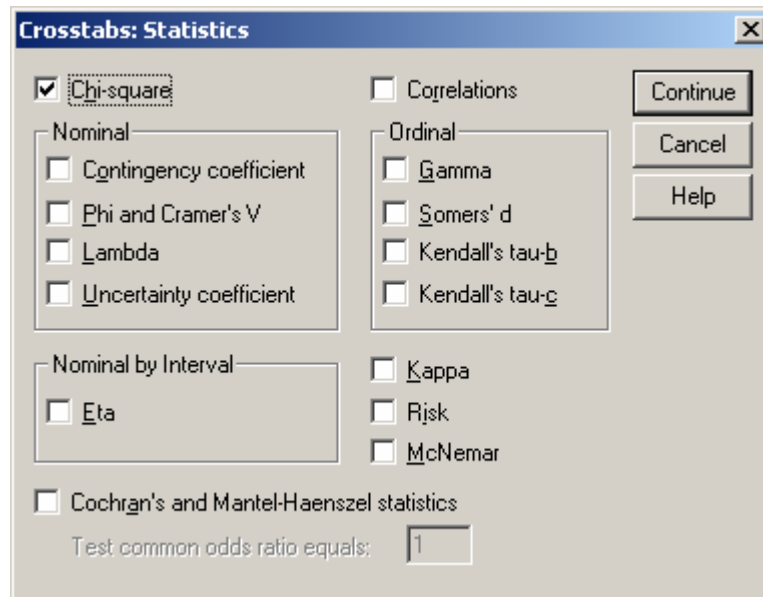 Crosstabs: Statistics
Chi-square
Correlations
Continue
Nominal
Ordinal
Cancel
Contingency coefficient
Gamma
Help
Phi and Cramer's V
Somers' d
Lambda
Kendall's tau-b
Uncertainty coefficient
Kendall's tau-c
Nominal by Interval
Kappa
Eta
Risk
McNemar
Cochran's and Mantel-Haenszel statistics
Test common odds ratio equals: 1